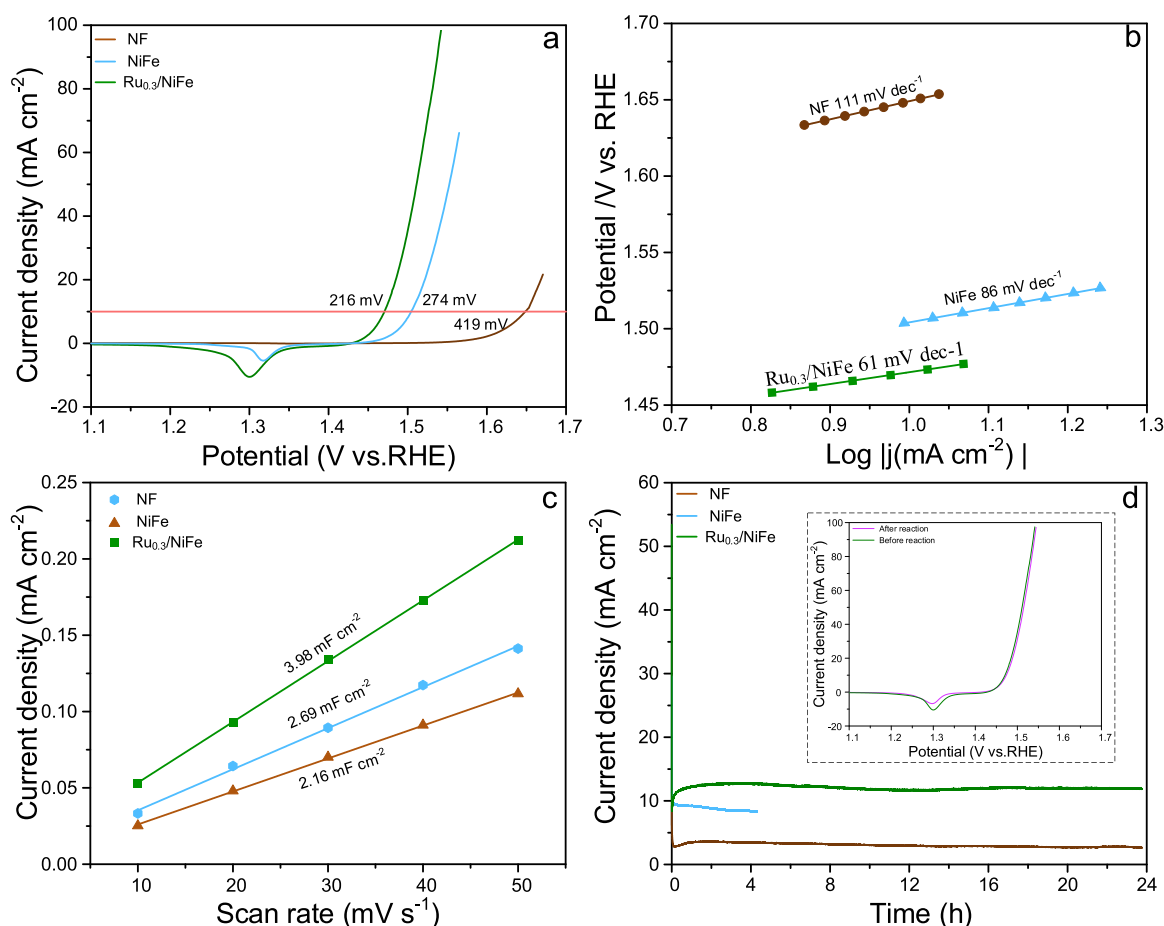 a
NF
NiFe
Ru₀.₃/NiFe
100
80
60
40
20
0
-20
216 mV
274 mV
419 mV
1.1
1.2
1.3
1.4
1.5
1.6
1.7
Current density (mA cm⁻²)
Potential (V vs.RHE)
b
1.70
1.65
1.60
1.55
1.50
1.45
NF 111 mV dec⁻¹
NiFe 86 mV dec⁻¹
Ru₀.₃/NiFe 61 mV dec-1
0.7
0.8
0.9
1.0
1.1
1.2
1.3
Potential /V vs. RHE
Log |j(mA cm⁻²) |
c
NF
NiFe
Ru₀.₃/NiFe
0.25
0.20
0.15
0.10
0.05
0.00
3.98 mF cm⁻²
2.69 mF cm⁻²
2.16 mF cm⁻²
10
20
30
40
50
Current density (mA cm⁻²)
Scan rate (mV s⁻¹)
d
NF
NiFe
Ru₀.₃/NiFe
60
50
40
30
20
10
0
0
4
8
12
16
20
24
Current density (mA cm⁻²)
Time (h)
After reaction
Before reaction
100
80
60
40
20
0
-20
1.1
1.2
1.3
1.4
1.5
1.6
1.7
Current density (mA cm⁻²)
Potential (V vs.RHE)